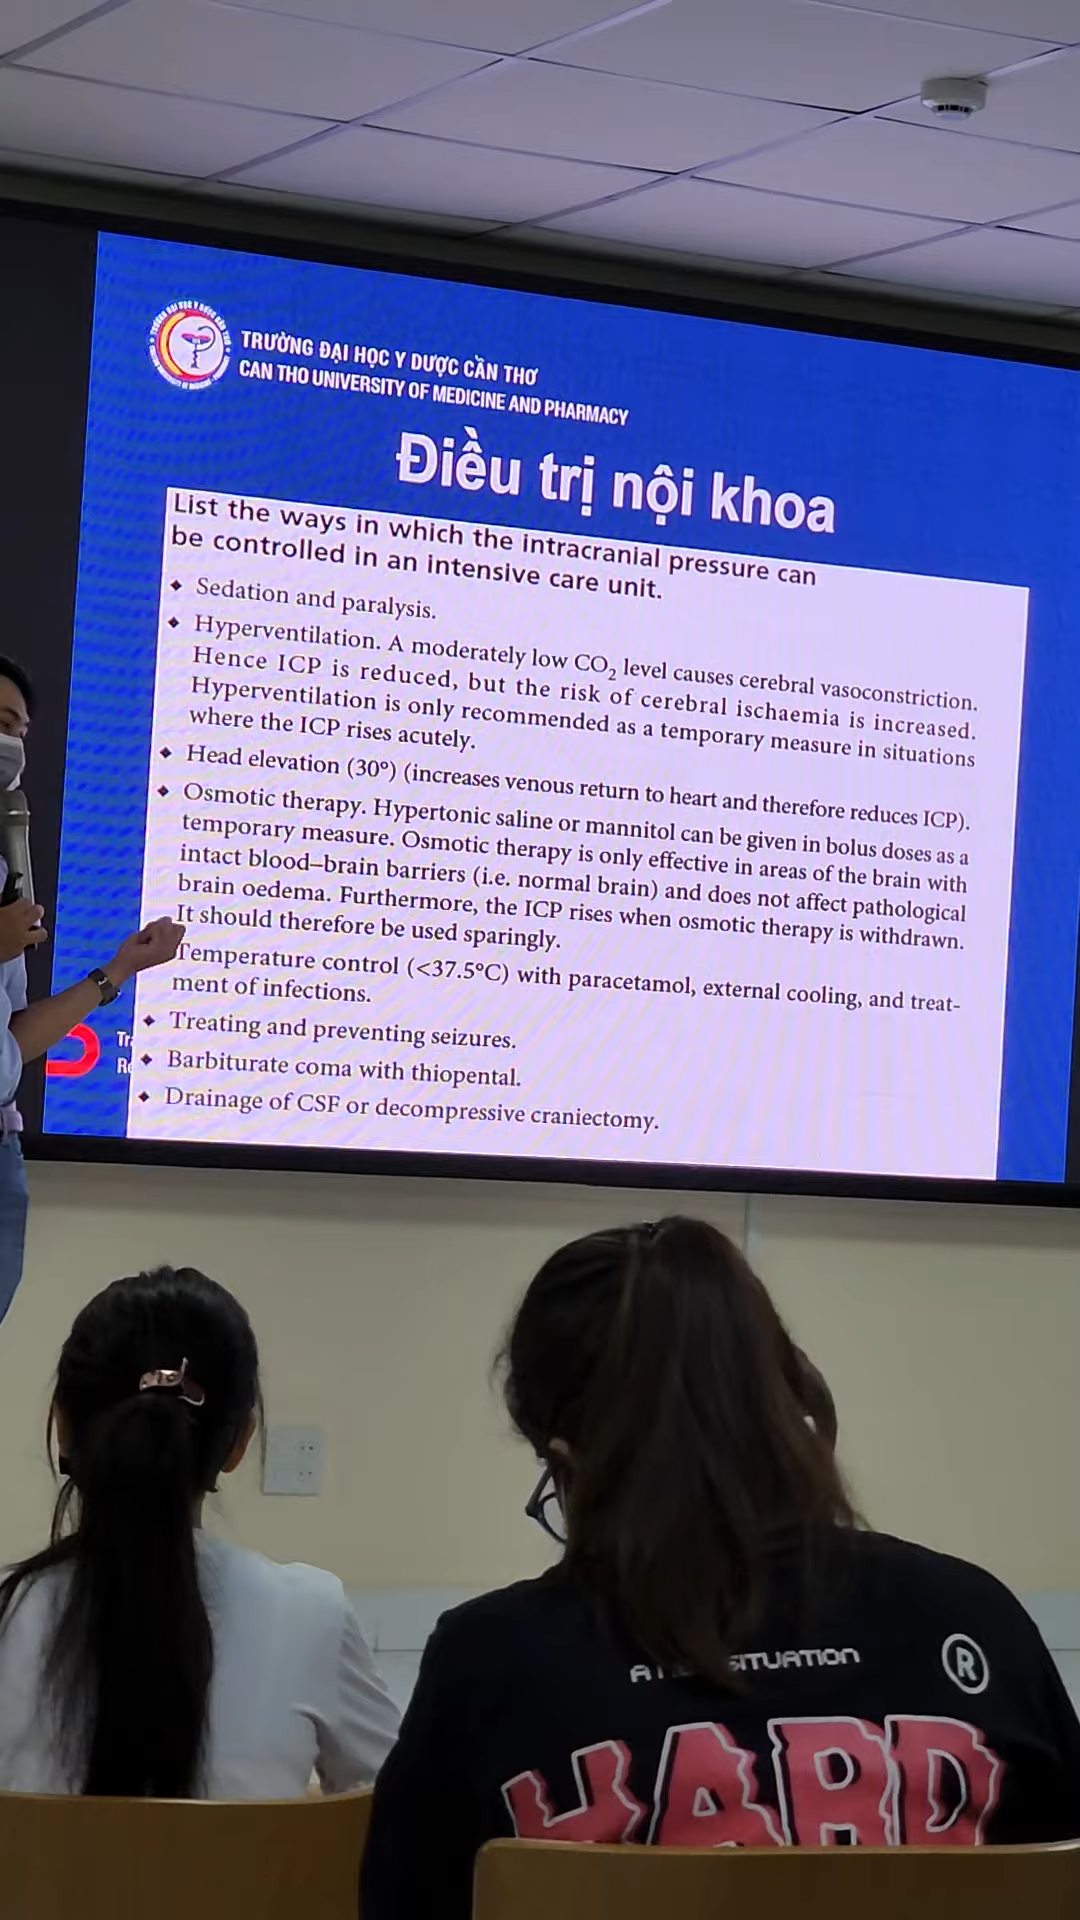 TRƯỜNG ĐẠI HỌC Y DƯỢC CẦN THƠ
CAN THO UNIVERSITY OF MEDICINE AND PHARMACY
Điều trị nội khoa
List the ways in which the intracranial pressure can
be controlled in an intensive care unit.
Sedation and paralysis.
Hyperventilation. A moderately low CO₂ level causes cerebral vasoconstriction.
Hence ICP is reduced, but the risk of cerebral ischaemia is increased.
Hyperventilation is only recommended as a temporary measure in situations
where the ICP rises acutely.
Head elevation (30°) (increases venous return to heart and therefore reduces ICP).
Osmotic therapy. Hypertonic saline or mannitol can be given in bolus doses as a
temporary measure. Osmotic therapy is only effective in areas of the brain with
intact blood–brain barriers (i.e. normal brain) and does not affect pathological
brain oedema. Furthermore, the ICP rises when osmotic therapy is withdrawn.
It should therefore be used sparingly.
Temperature control (<37.5°C) with paracetamol, external cooling, and treat-
ment of infections.
Treating and preventing seizures.
Barbiturate coma with thiopental.
Drainage of CSF or decompressive craniectomy.
SITUATION
®
HARD